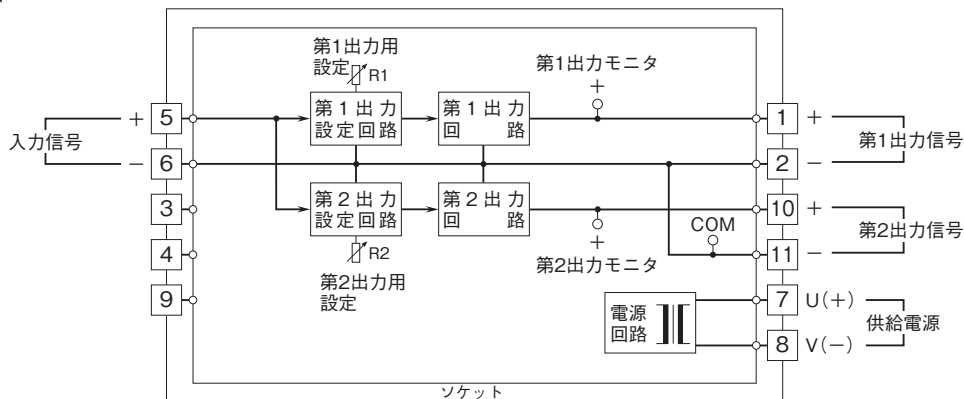 第1出力用
設定
R1
第1出力モニタ
+
入力信号
+ 5
第1出力
設定回路
第1出力
回路
1 +
第1出力信号
− 6
2 −
3
第2出力
設定回路
第2出力
回路
10 +
第2出力信号
4
R2
+
第2出力モニタ
COM
11 −
第2出力用
設定
9
電源
回路
7 U(+)
供給電源
8 V(−)
ソケット